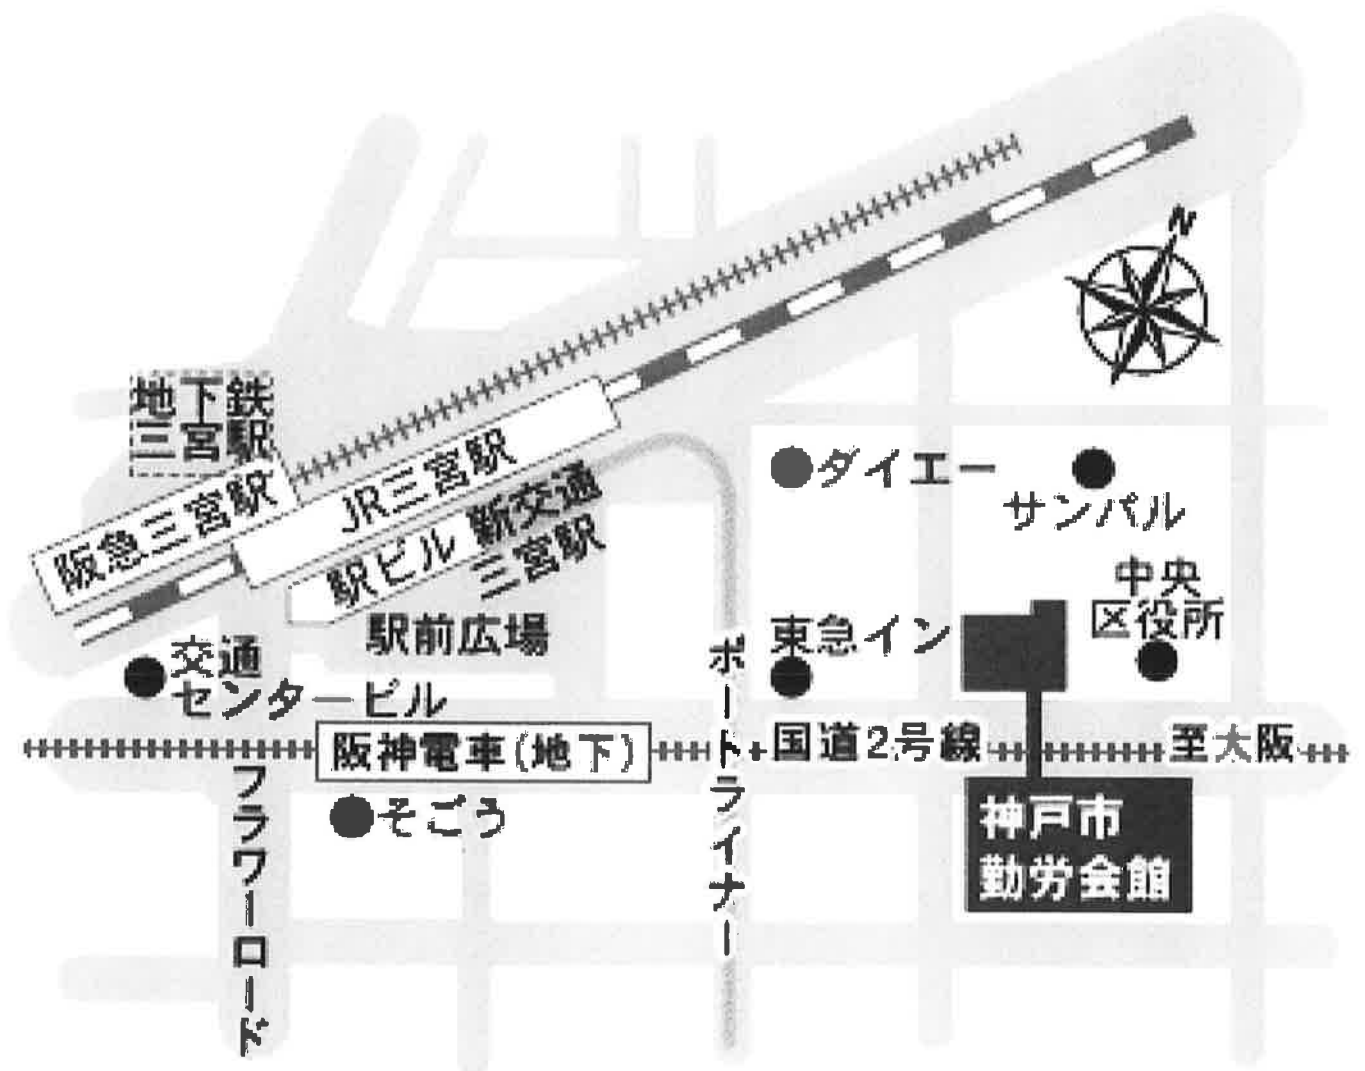 N
地下鉄
三宮駅
阪急三宮駅
JR三宮駅
駅ビル
新交通
三宮駅
駅前広場
ダイエー
サンパル
中央
区役所
東急イン
交通
センタービル
ポートライナー
阪神電車(地下)
国道2号線
至大阪
そごう
フラワーロード
神戸市
勤労会館